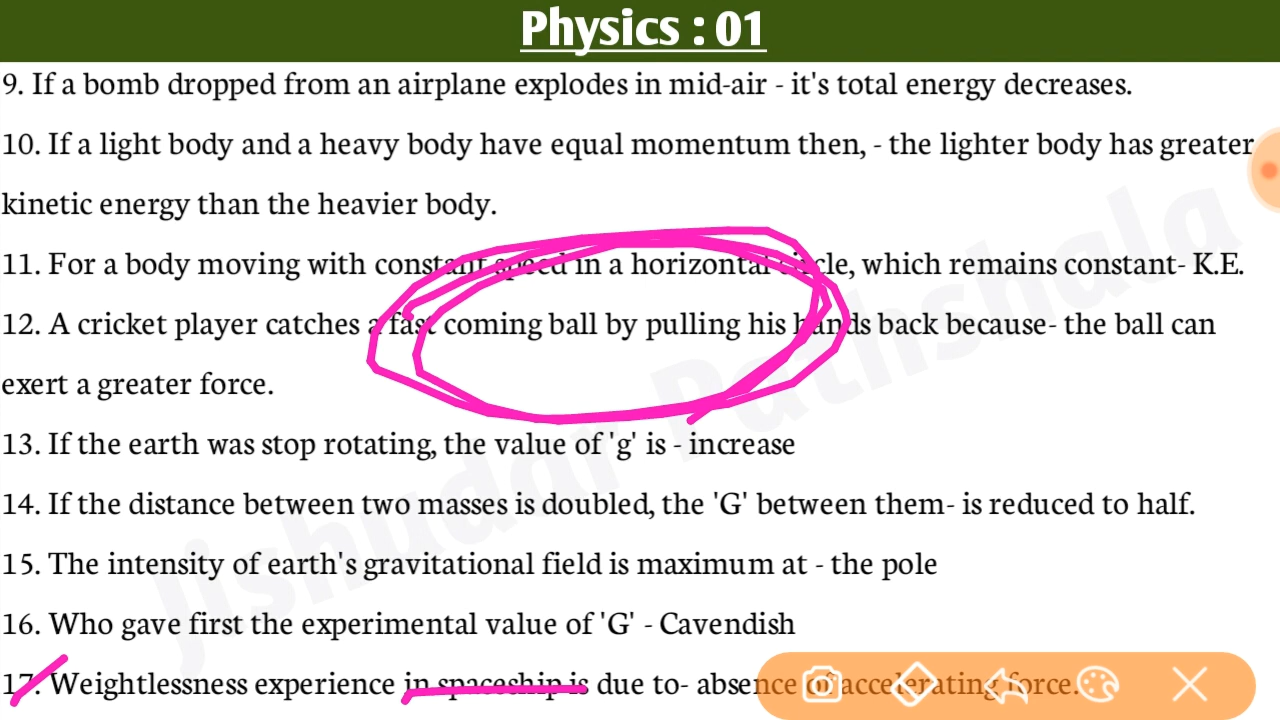 Physics : 01
9. If a bomb dropped from an airplane explodes in mid-air - it's total energy decreases.
10. If a light body and a heavy body have equal momentum then, - the lighter body has greater
kinetic energy than the heavier body.
11. For a body moving with constant speed in a horizontal circle, which remains constant- K.E.
12. A cricket player catches a fast coming ball by pulling his hands back because- the ball can
exert a greater force.
13. If the earth was stop rotating, the value of 'g' is - increase
14. If the distance between two masses is doubled, the 'G' between them- is reduced to half.
15. The intensity of earth's gravitational field is maximum at - the pole
16. Who gave first the experimental value of 'G' - Cavendish
17. Weightlessness experience in spaceship is due to- absence of accelerating force.
Jishudar Pathshala